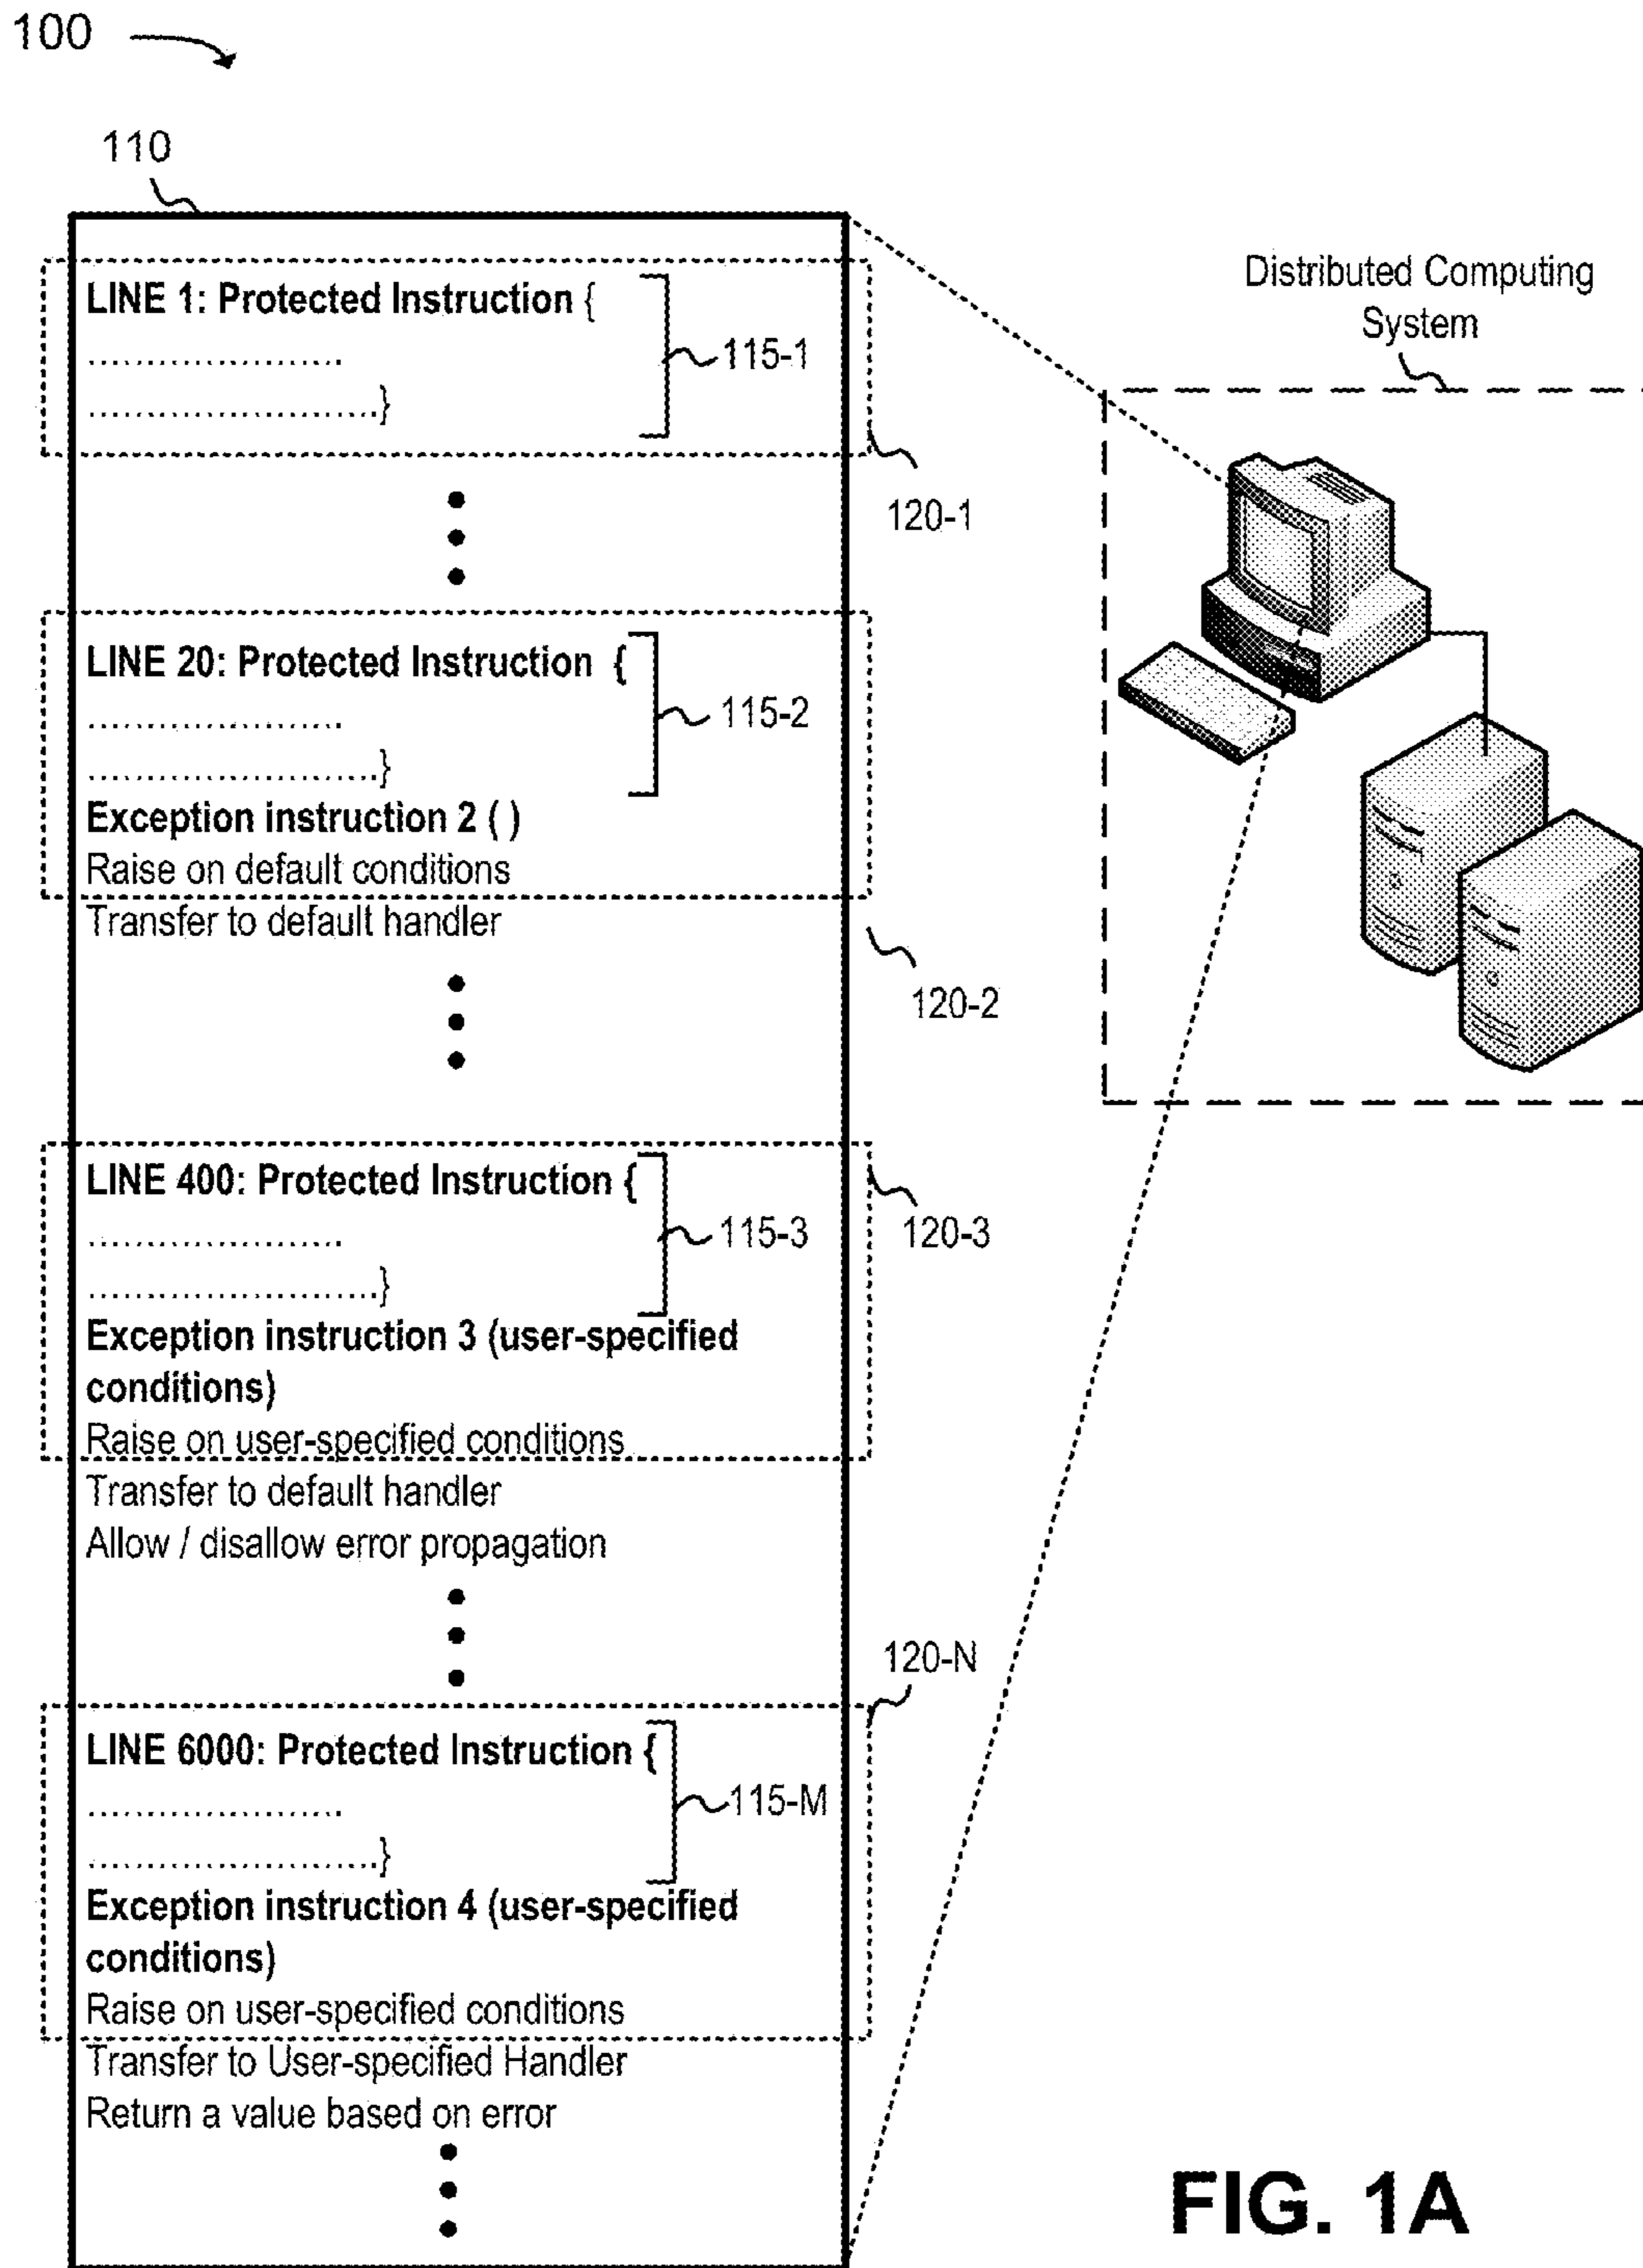 100
110
LINE 1: Protected Instruction {
.....................
........................}
115-1
120-1
LINE 20: Protected Instruction {
.....................
........................}
115-2
Exception instruction 2 ( )
Raise on default conditions
Transfer to default handler
120-2
LINE 400: Protected Instruction {
.....................
........................}
115-3
120-3
Exception instruction 3 (user-specified
conditions)
Raise on user-specified conditions
Transfer to default handler
Allow / disallow error propagation
120-N
LINE 6000: Protected Instruction {
.....................
........................}
115-M
Exception instruction 4 (user-specified
conditions)
Raise on user-specified conditions
Transfer to User-specified Handler
Return a value based on error
Distributed Computing
System
FIG. 1A